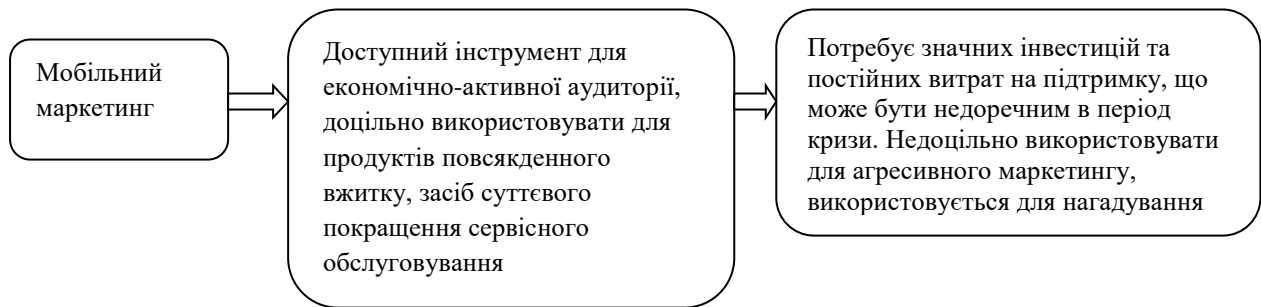 Мобільний
маркетинг
Доступний інструмент для
економічно-активної аудиторії,
доцільно використовувати для
продуктів повсякденного
вжитку, засіб суттєвого
покращення сервісного
обслуговування
Потребує значних інвестицій та
постійних витрат на підтримку, що
може бути недоречним в період
кризи. Недоцільно використовувати
для агресивного маркетингу,
використовується для нагадування